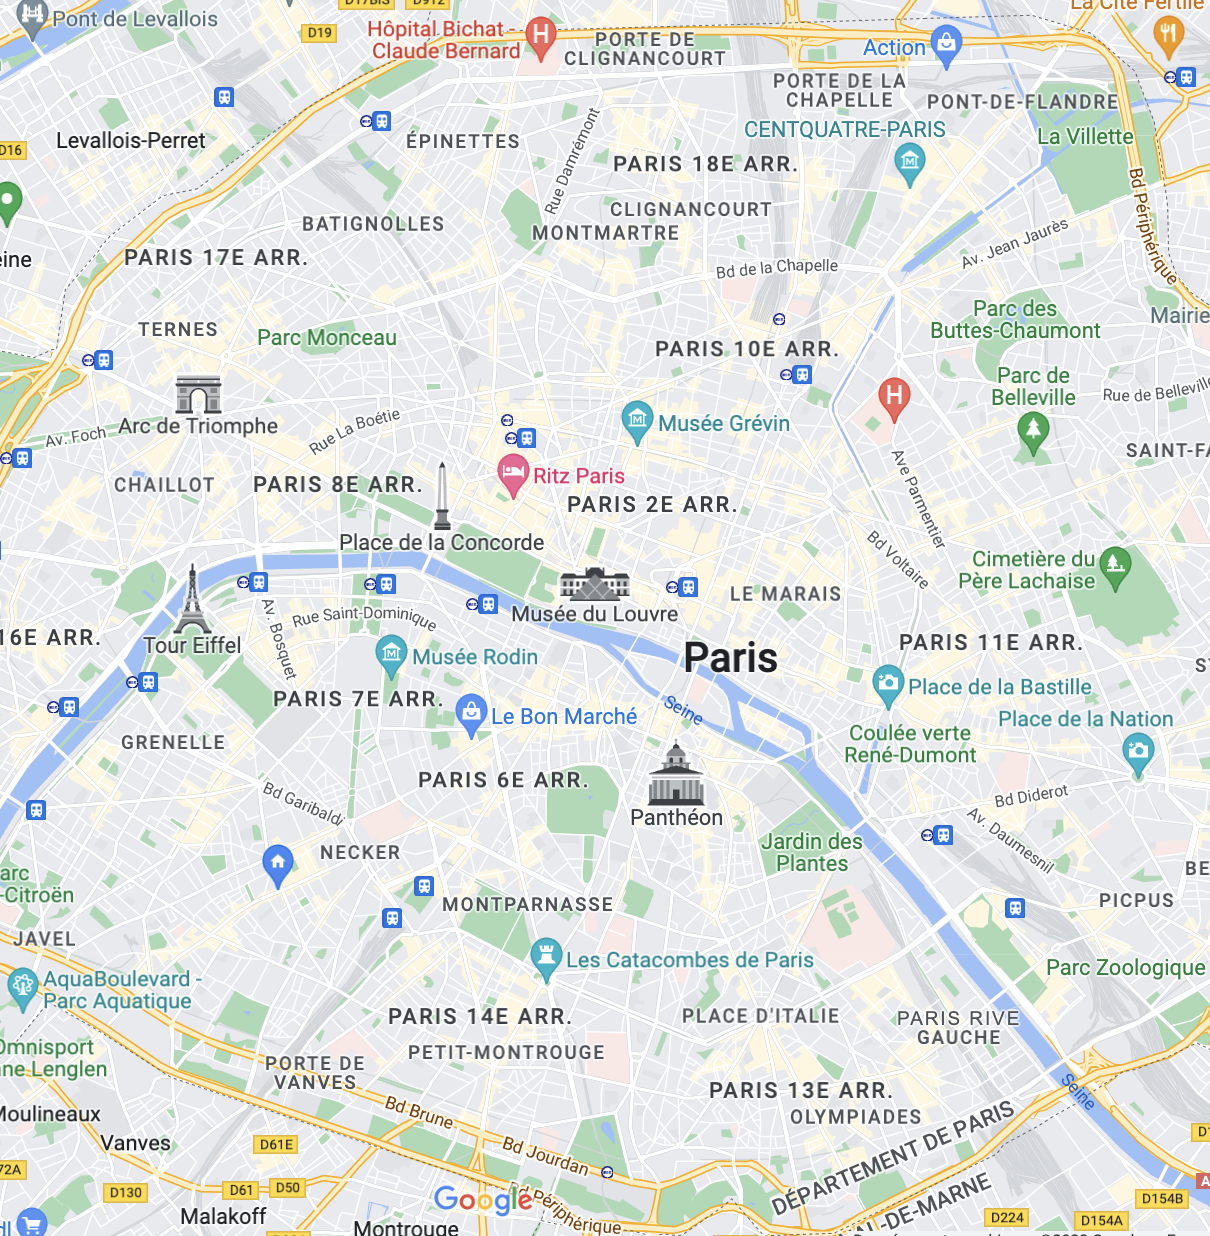 Pont de Levallois
D17BIS
D912
La Cité Fertile
D19
Hôpital Bichat -
Claude Bernard
PORTE DE
CLIGNANCOURT
Action
PORTE DE LA
CHAPELLE
PONT-DE-FLANDRE
Levallois-Perret
ÉPINETTES
CENTQUATRE-PARIS
La Villette
D16
Rue Damrémont
PARIS 18E ARR.
Bd Périphérique
CLIGNANCOURT
BATIGNOLLES
MONTMARTRE
eine
PARIS 17E ARR.
Bd de la Chapelle
Av. Jean Jaurès
TERNES
Parc Monceau
Parc des
Buttes-Chaumont
Mairie
PARIS 10E ARR.
Parc de
Belleville
Rue de Belleville
Arc de Triomphe
Av. Foch
Rue La Boétie
Musée Grévin
SAINT-FA
CHAILLOT
PARIS 8E ARR.
Ritz Paris
PARIS 2E ARR.
Ave Parmentier
Place de la Concorde
Bd Voltaire
Cimetière du
Père Lachaise
LE MARAIS
Musée du Louvre
Rue Saint-Dominique
Av. Bosquet
16E ARR.
Tour Eiffel
Musée Rodin
Paris
PARIS 11E ARR.
S
PARIS 7E ARR.
Le Bon Marché
Seine
Place de la Bastille
Place de la Nation
GRENELLE
Coulée verte
René-Dumont
PARIS 6E ARR.
Bd Garibaldi
Panthéon
Bd Diderot
Av. Daumesnil
NECKER
Jardin des
Plantes
BE
arc
-Citroën
MONTPARNASSE
PICPUS
JAVEL
Les Catacombes de Paris
Parc Zoologique
AquaBoulevard -
Parc Aquatique
PARIS 14E ARR.
PLACE D'ITALIE
PARIS RIVE
GAUCHE
Omnisport
ne Lenglen
PORTE DE
VANVES
PETIT-MONTROUGE
PARIS 13E ARR.
OLYMPIADES
Seine
Moulineaux
Bd Brune
DÉPARTEMENT DE PARIS
Vanves
D61E
Bd Jourdan
L-DE-MARNE
D1
72A
D130
D61
D50
Google
Bd Périphérique
A
D154B
Malakoff
Montrouge
D224
D154A
dl